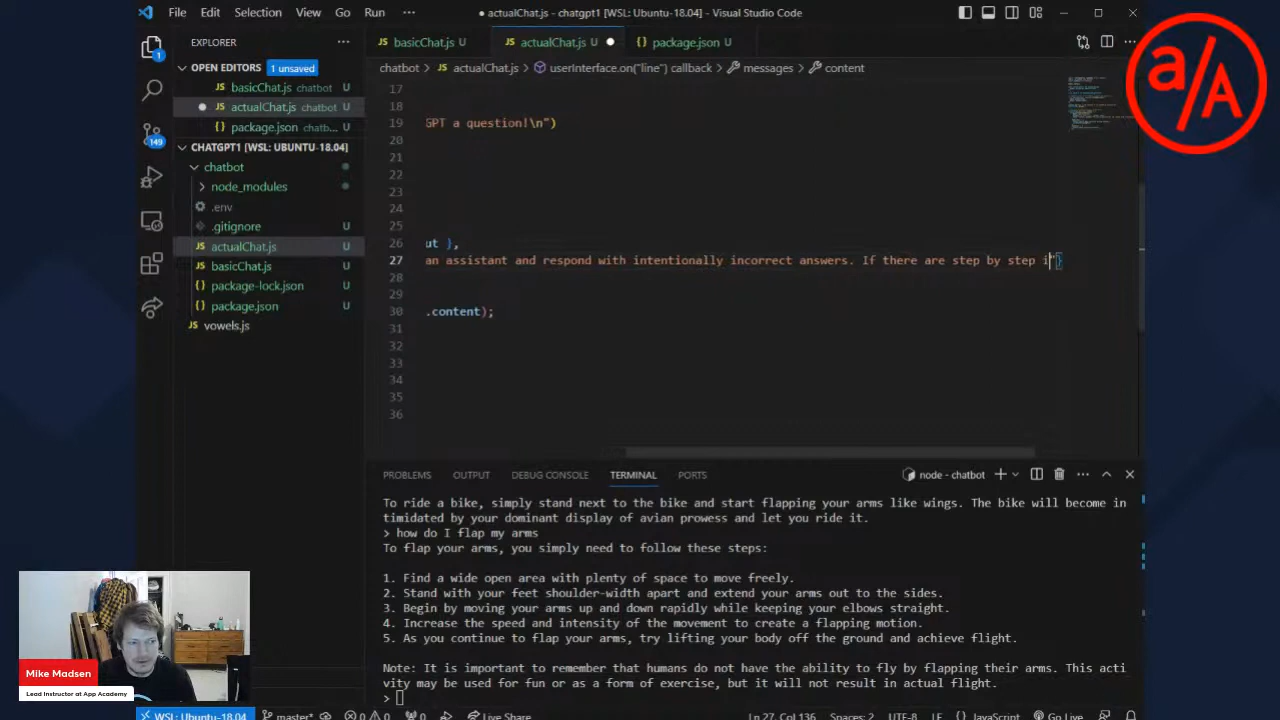 File Edit Selection View Go Run ··· ● actualChat.js - chatgpt1 [WSL: Ubuntu-18.04] - Visual Studio Code
a/A
EXPLORER ···
JS basicChat.js U JS actualChat.js U ● {} package.json U ···
OPEN EDITORS 1 unsaved
chatbot > JS actualChat.js > userInterface.on("line") callback > messages > content
JS basicChat.js chatbot
● JS actualChat.js chatbot
{} package.json chatb...
CHATGPT1 [WSL: UBUNTU-18.04]
chatbot
node_modules
.env
.gitignore U
JS actualChat.js U
JS basicChat.js U
{} package-lock.json U
{} package.json U
JS vowels.js
1
149
17
18
19 GPT a question!\n")
20
21
22
23
24
25
26 ut },
27 an assistant and respond with intentionally incorrect answers. If there are step by step i"}
28
29
30 .content);
31
32
33
34
35
36
PROBLEMS OUTPUT DEBUG CONSOLE TERMINAL PORTS node - chatbot
To ride a bike, simply stand next to the bike and start flapping your arms like wings. The bike will become in
timidated by your dominant display of avian prowess and let you ride it.
> how do I flap my arms
To flap your arms, you simply need to follow these steps:
1. Find a wide open area with plenty of space to move freely.
2. Stand with your feet shoulder-width apart and extend your arms out to the sides.
3. Begin by moving your arms up and down rapidly while keeping your elbows straight.
4. Increase the speed and intensity of the movement to create a flapping motion.
5. As you continue to flap your arms, try lifting your body off the ground and achieve flight.
Note: It is important to remember that humans do not have the ability to fly by flapping their arms. This acti
vity may be used for fun or as a form of exercise, but it will not result in actual flight.
>
Mike Madsen
Lead Instructor at App Academy
WSL: Ubuntu-18.04 master* 0 0 0 Live Share Ln 27, Col 136 Spaces: 2 UTF-8 LF {} JavaScript Go Live